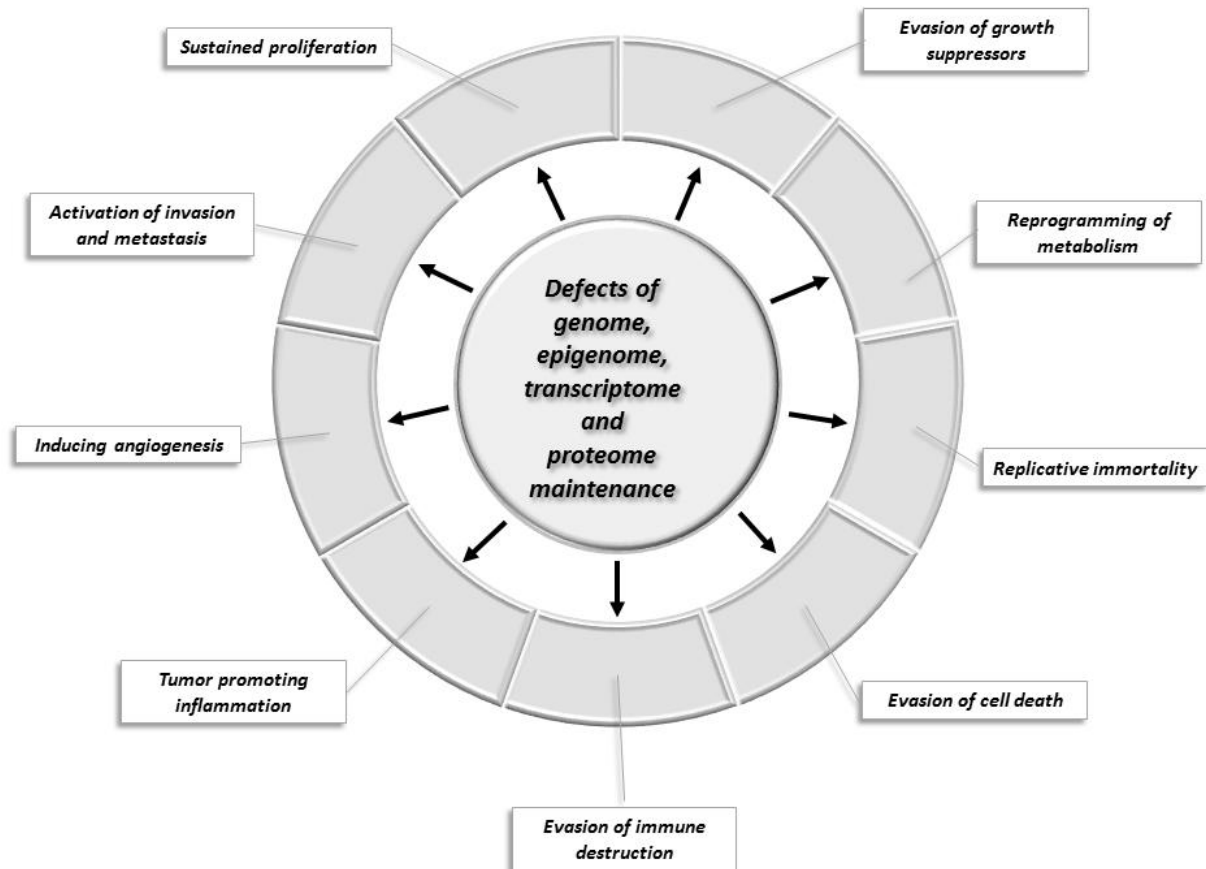 Sustained proliferation
Evasion of growth
suppressors
Activation of invasion
and metastasis
Reprogramming of
metabolism
Defects of
genome,
epigenome,
transcriptome
and
proteome
maintenance
Inducing angiogenesis
Replicative immortality
Tumor promoting
inflammation
Evasion of cell death
Evasion of immune
destruction